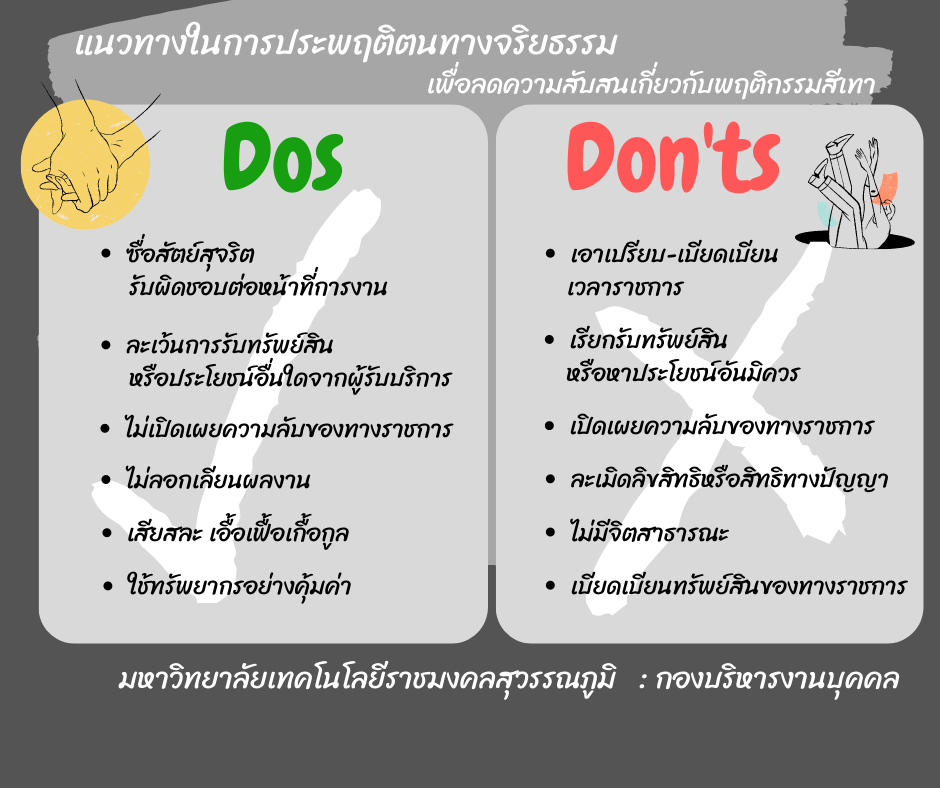 แนวทางในการประพฤติตนทางจริยธรรม
เพื่อลดความสับสนเกี่ยวกับพฤติกรรมสีเทา
Dos
• ซื่อสัตย์สุจริต
รับผิดชอบต่อหน้าที่การงาน
• ละเว้นการรับทรัพย์สิน
หรือประโยชน์อื่นใดจากผู้รับบริการ
• ไม่เปิดเผยความลับของทางราชการ
• ไม่ลอกเลียนผลงาน
• เสียสละ เอื้อเฟื้อเกื้อกูล
• ใช้ทรัพยากรอย่างคุ้มค่า
Don'ts
• เอาเปรียบ-เบียดเบียน
เวลาราชการ
• เรียกรับทรัพย์สิน
หรือหาประโยชน์อันมิควร
• เปิดเผยความลับของทางราชการ
• ละเมิดลิขสิทธิหรือสิทธิทางปัญญา
• ไม่มีจิตสาธารณะ
• เบียดเบียนทรัพย์สินของทางราชการ
มหาวิทยาลัยเทคโนโลยีราชมงคลสุวรรณภูมิ : กองบริหารงานบุคคล